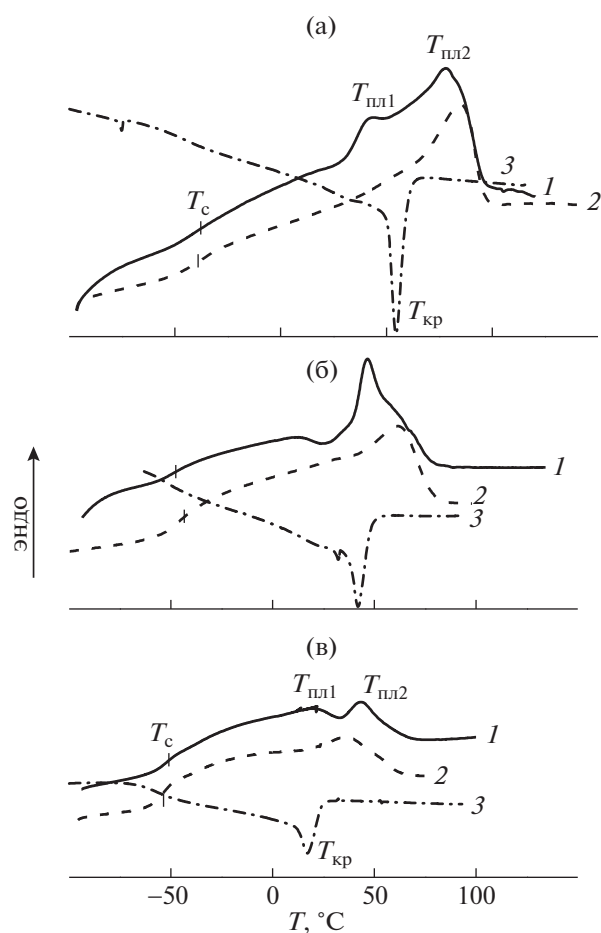 (а)
Tпл2
Tпл1
Tс
3
1
2
Tкр
(б)
эндо
1
2
3
(в)
Tпл1 Tпл2
Tс
1
2
3
Tкр
−50 0 50 100
T, °C